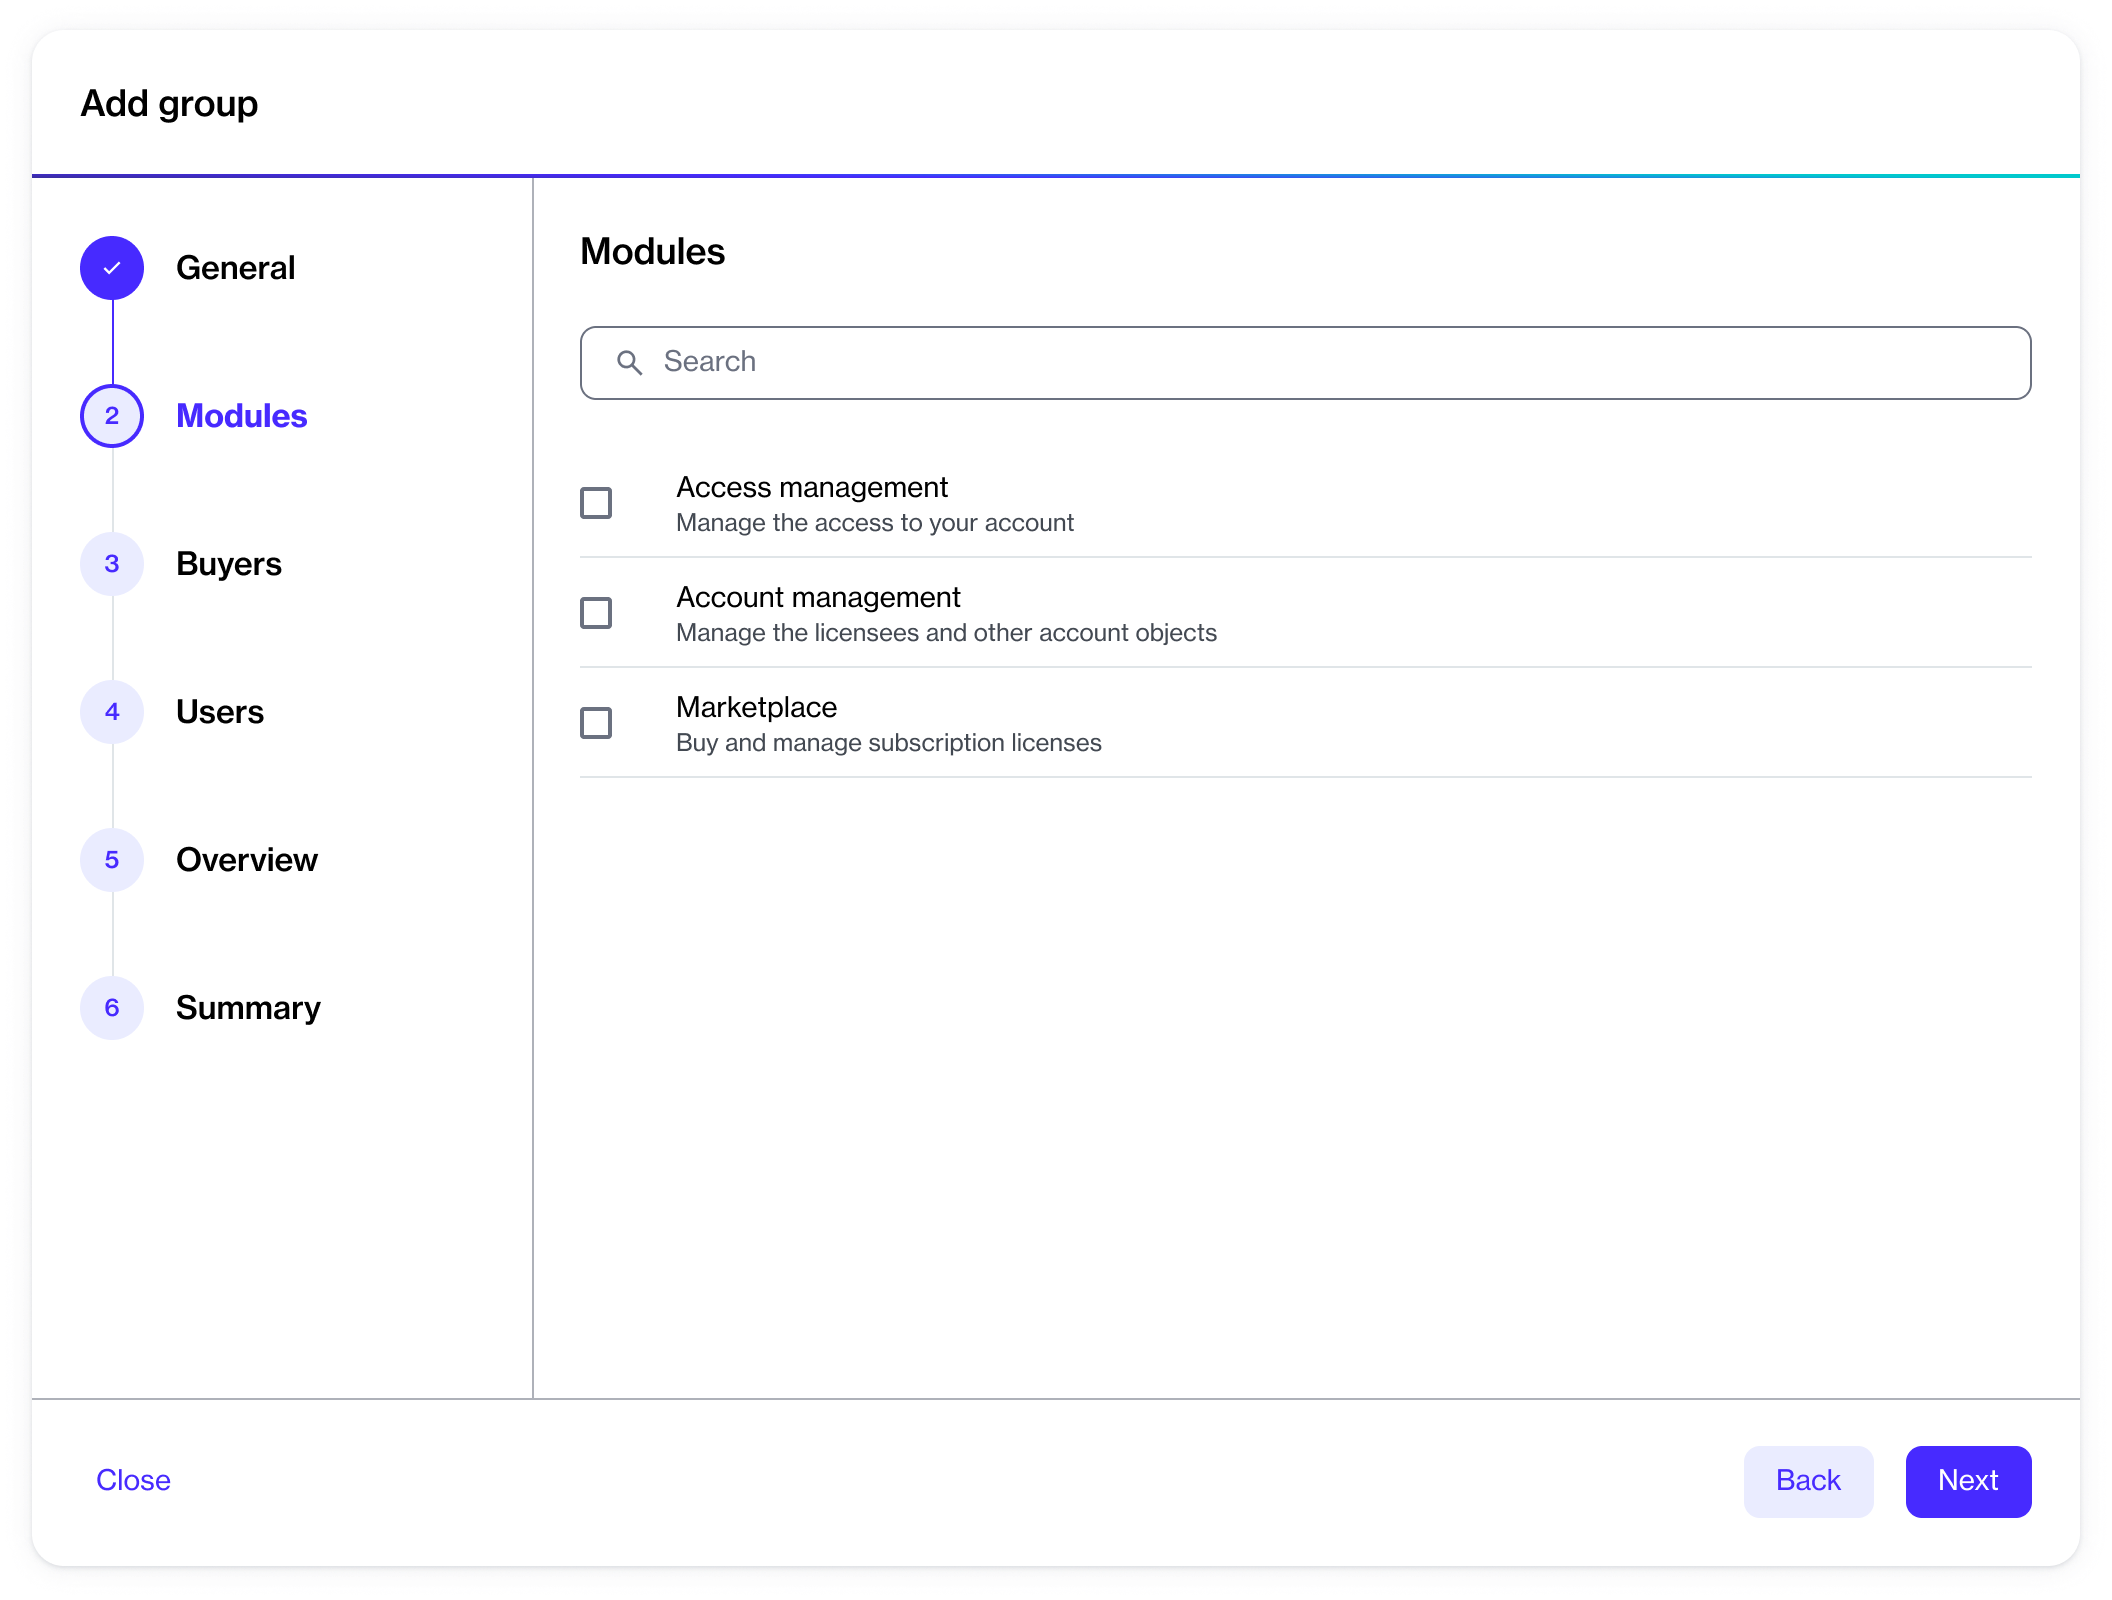 Add group
General
2 Modules
3 Buyers
4 Users
5 Overview
6 Summary
Modules
Search
Access management
Manage the access to your account
Account management
Manage the licensees and other account objects
Marketplace
Buy and manage subscription licenses
Close
Back
Next